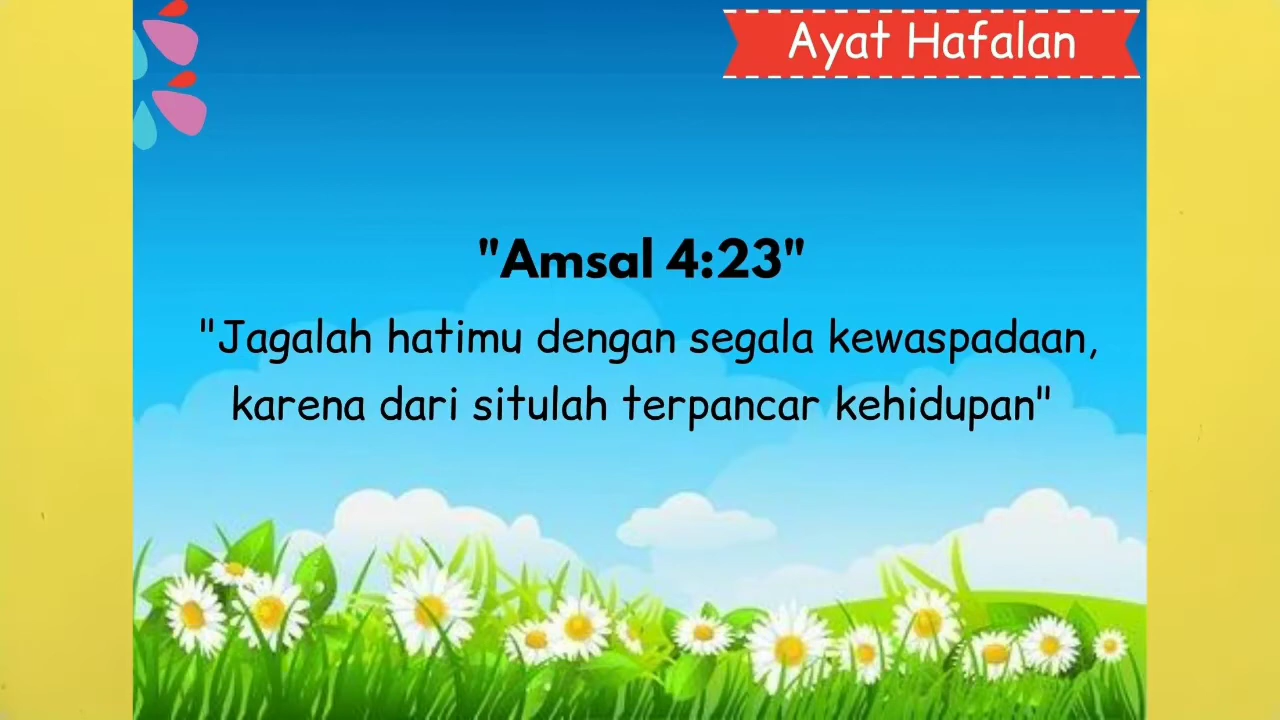 Ayat Hafalan
"Amsal 4:23"
"Jagalah hatimu dengan segala kewaspadaan,
karena dari situlah terpancar kehidupan"